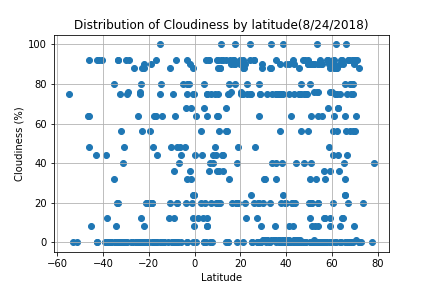 Distribution of Cloudiness by latitude(8/24/2018)
100
80
60
40
20
0
Cloudiness (%)
−60 −40 −20 0 20 40 60 80
Latitude